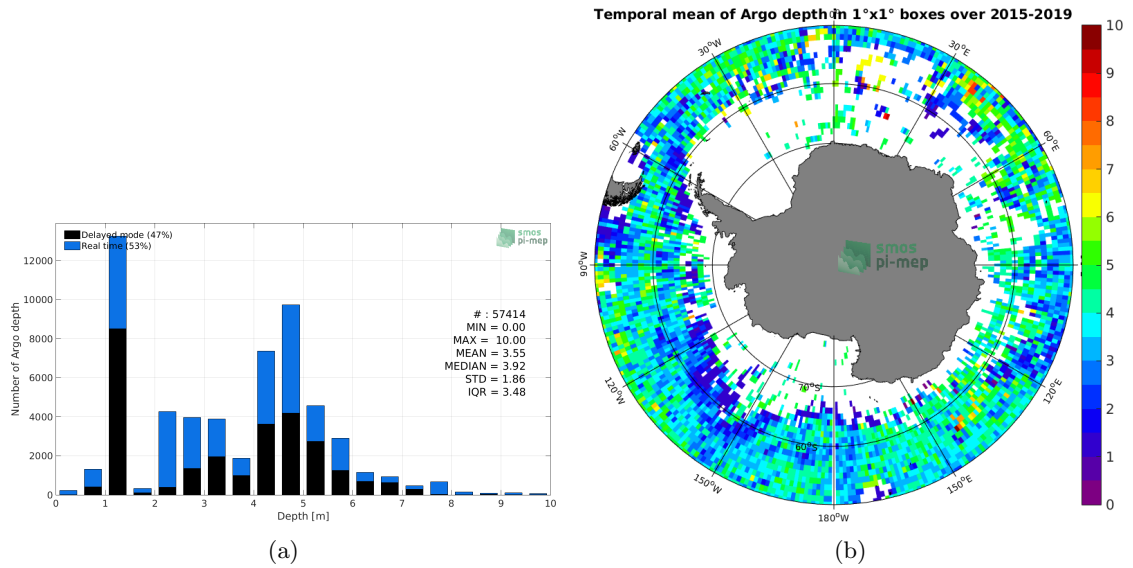 Temporal mean of Argo depth in 1°x1° boxes over 2015-2019
Delayed mode (47%)
Real time (53%)
smos
pi-mep
# : 57414
MIN = 0.00
MAX = 10.00
MEAN = 3.55
MEDIAN = 3.92
STD = 1.86
IQR = 3.48
Number of Argo depth
12000
10000
8000
6000
4000
2000
0
0 1 2 3 4 5 6 7 8 9 10
Depth [m]
(a)
30°W
30°E
60°W
60°E
90°W
120°W
120°E
150°W
150°E
180°W
70°S
60°S
smos
pi-mep
10
9
8
7
6
5
4
3
2
1
0
(b)